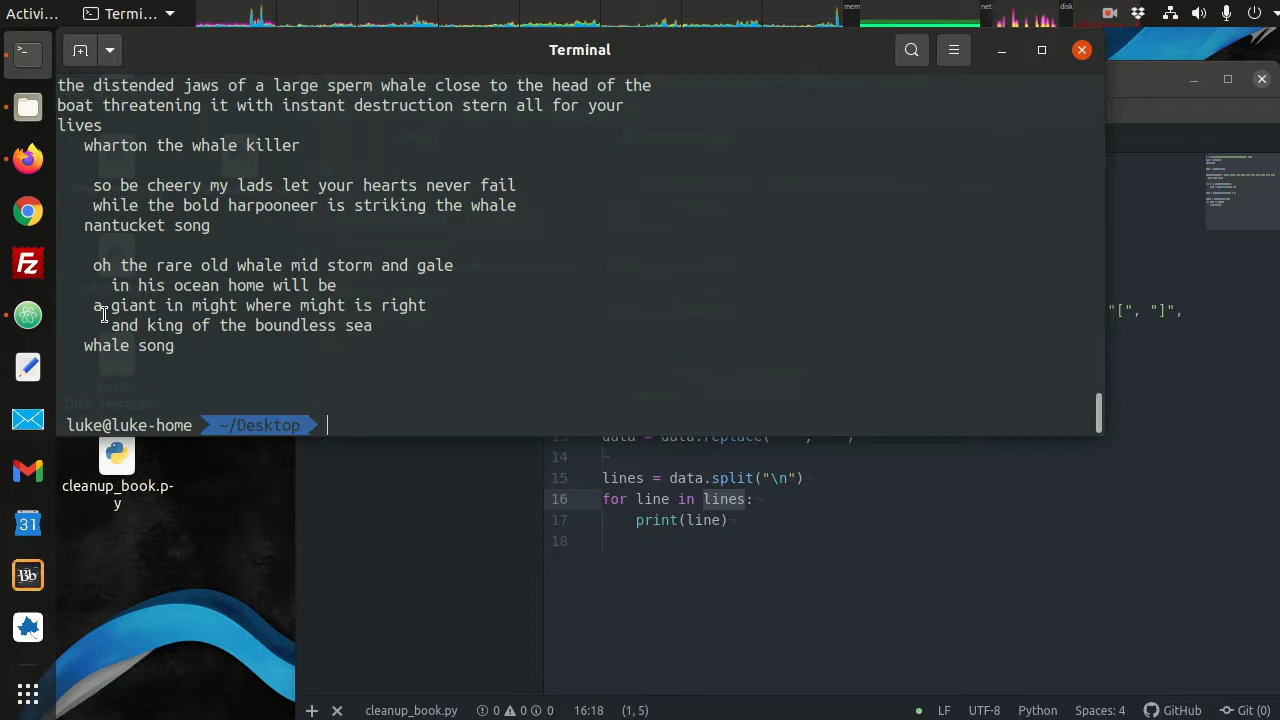 Activi...
Termi...
mem
net
disk
Terminal
the distended jaws of a large sperm whale close to the head of the
boat threatening it with instant destruction stern all for your
lives
wharton the whale killer
so be cheery my lads let your hearts never fail
while the bold harpooneer is striking the whale
nantucket song
oh the rare old whale mid storm and gale
in his ocean home will be
a giant in might where might is right
and king of the boundless sea
whale song
luke@luke-home ~/Desktop
"[", "]",
14
15 lines = data.split("\n")
16 for line in lines:
17 print(line)
18
cleanup_book.p-
y
31
Bb
cleanup_book.py 0 0 0 16:18 (1, 5) LF UTF-8 Python Spaces: 4 GitHub Git (0)